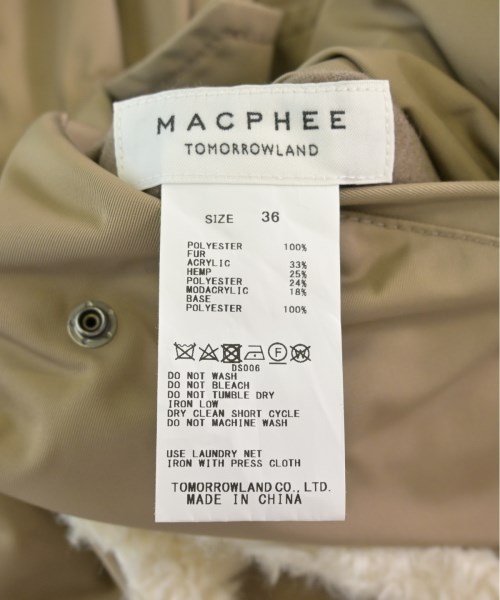 MACPHEE
TOMORROWLAND
SIZE 36
POLYESTER 100%
FUR
ACRYLIC 33%
HEMP 25%
POLYESTER 24%
MODACRYLIC 18%
BASE
POLYESTER 100%
DS006
DO NOT WASH
DO NOT BLEACH
DO NOT TUMBLE DRY
IRON LOW
DRY CLEAN SHORT CYCLE
DO NOT MACHINE WASH
USE LAUNDRY NET
IRON WITH PRESS CLOTH
TOMORROWLAND CO., LTD.
MADE IN CHINA